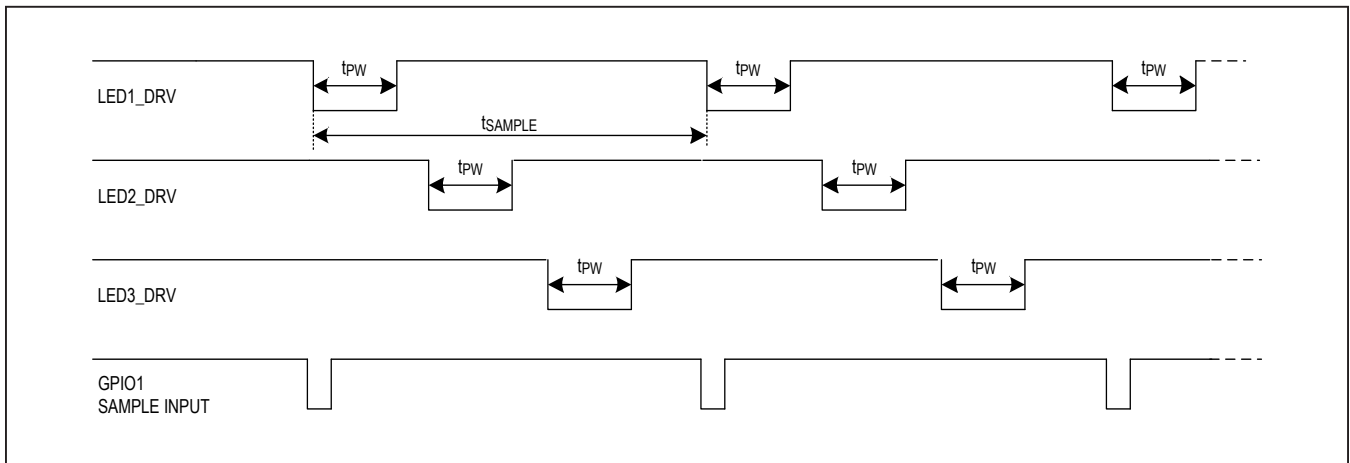 tPW tPW tPW
LED1_DRV
tSAMPLE
tPW tPW
LED2_DRV
tPW tPW
LED3_DRV
GPIO1
SAMPLE INPUT